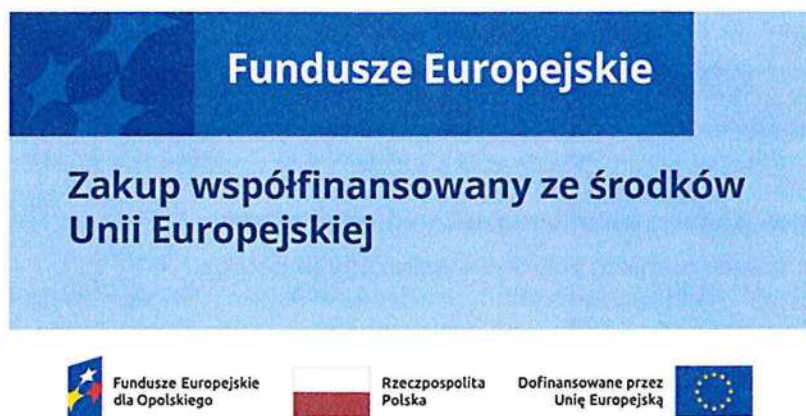 Fundusze Europejskie
Zakup współfinansowany ze środków
Unii Europejskiej
Fundusze Europejskie
dla Opolskiego
Rzeczpospolita
Polska
Dofinansowane przez
Unię Europejską